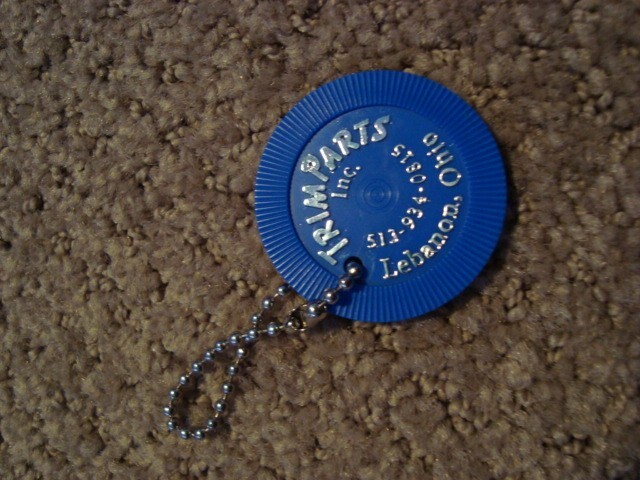 TRIM PARTS
Inc.
513-934-0815
Lebanon, Ohio